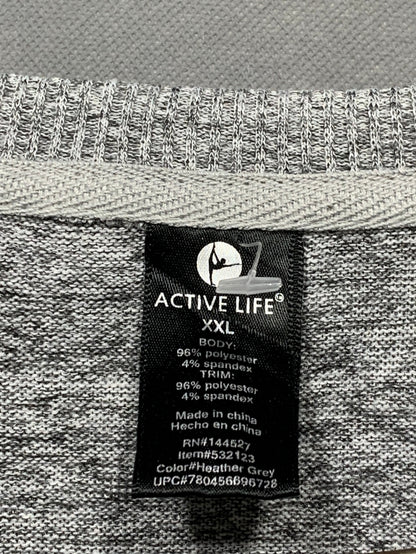 ACTIVE LIFE©
XXL
BODY:
96% polyester
4% spandex
TRIM:
96% polyester
4% spandex
Made in china
Hecho en china
RN#144527
Item#532123
Color#Heather Grey
UPC#780456696728